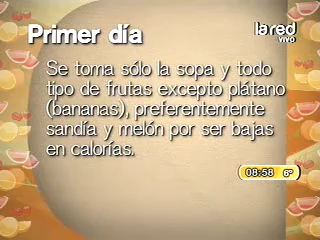 Primer día
la red
vivo
Se toma sólo la sopa y todo
tipo de frutas excepto plátano
(bananas), preferentemente
sandía y melón por ser bajas
en calorías.
08:58 6º